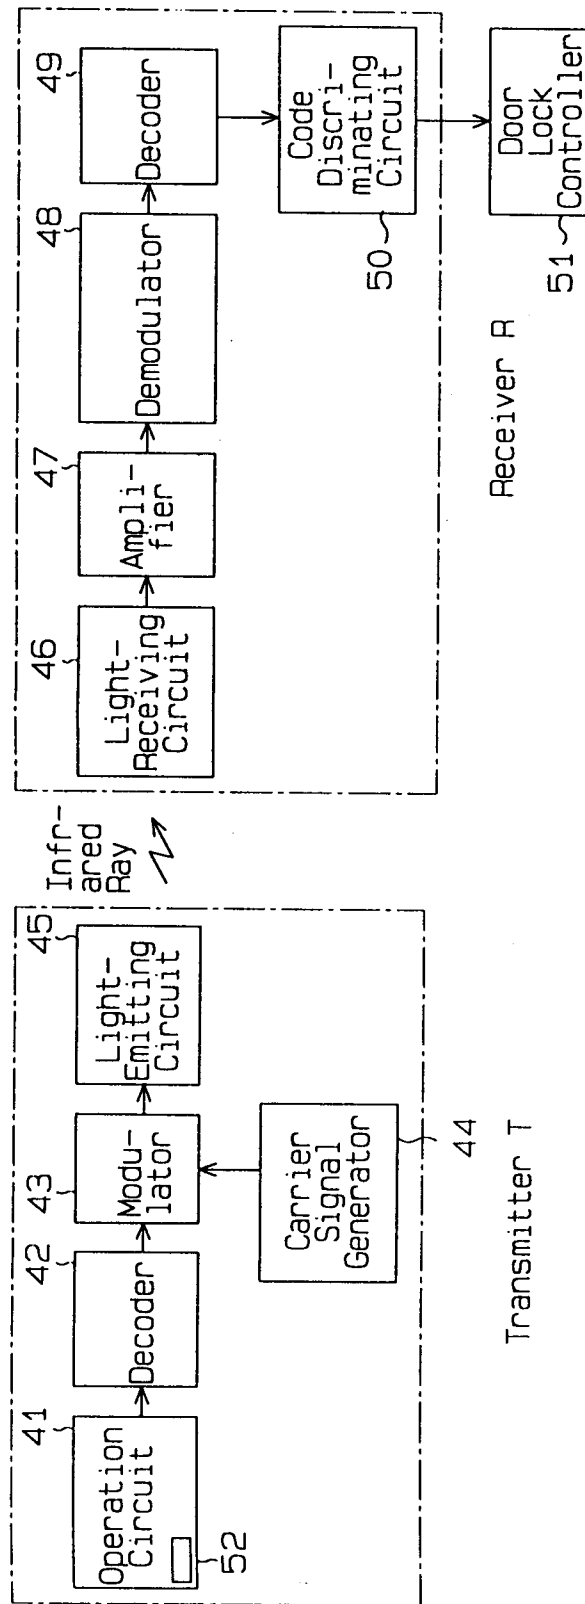 41
Operation
Circuit
52
42
Decoder
43
Modu-
lator
45
Light-
Emitting
Circuit
Carrier
Signal
Generator
44
Transmitter T
Infr-
ared
Ray
46
Light-
Receiving
Circuit
47
Ampli-
fier
48
Demodulator
49
Decoder
Code
Discri-
minating
Circuit
50
Door
Lock
Controller
51
Receiver R